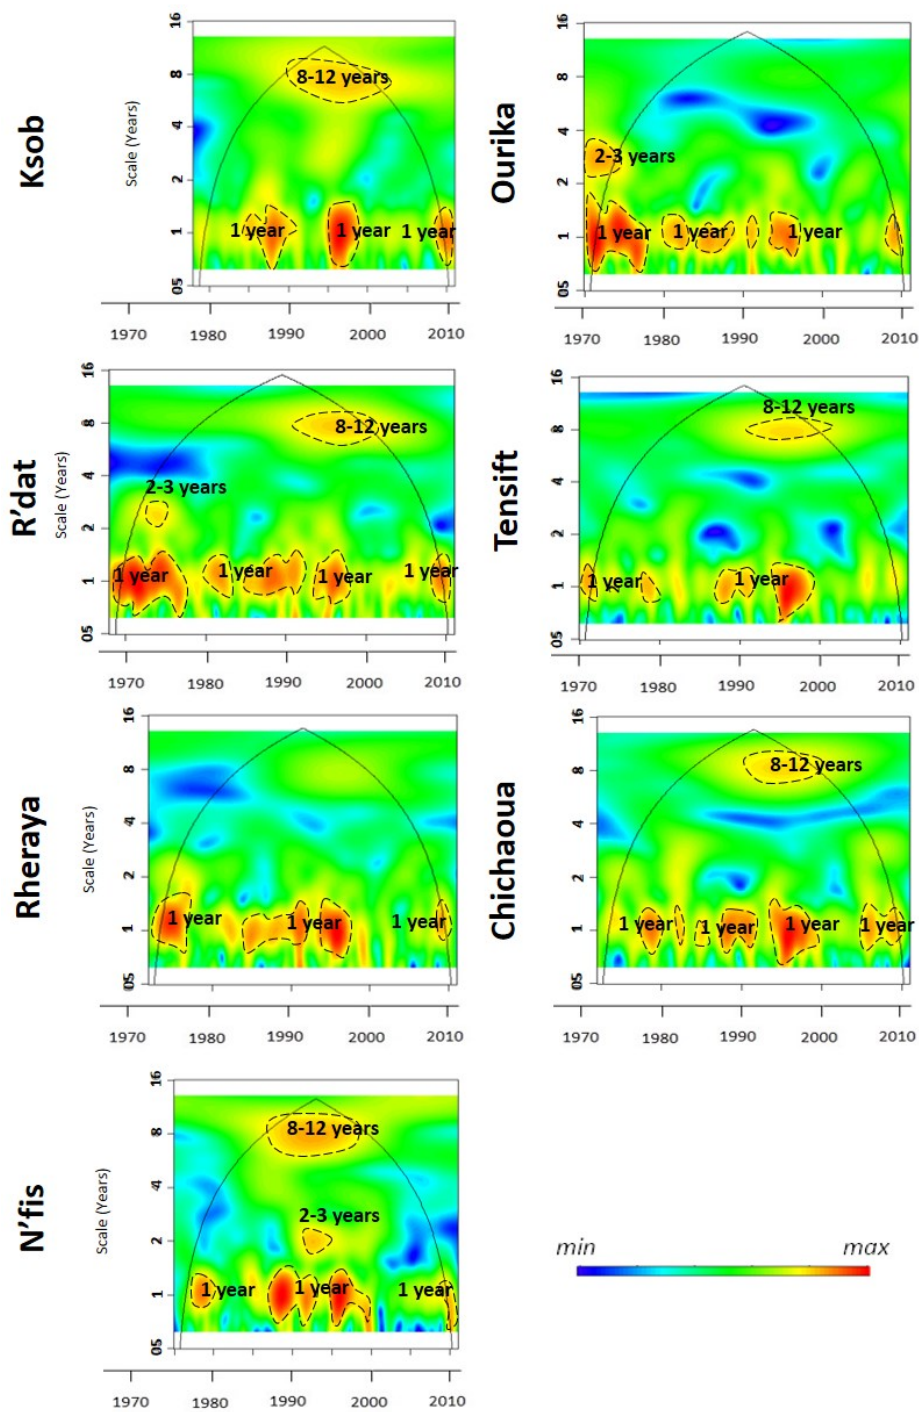 Ksob
Scale (Years)
16
8
4
2
1
05
8-12 years
1 year
1 year
1 year
1970 1980 1990 2000 2010
Ourika
16
8
4
2
1
05
2-3 years
1 year
1 year
1 year
1970 1980 1990 2000 2010
R'dat
Scale (Years)
16
8
4
2
1
05
8-12 years
2-3 years
1 year
1 year
1 year
1 year
1970 1980 1990 2000 2010
Tensift
16
8
4
2
1
05
8-12 years
1 year
1 year
1970 1980 1990 2000 2010
Rheraya
Scale (Years)
16
8
4
2
1
05
1 year
1 year
1 year
1970 1980 1990 2000 2010
Chichaoua
16
8
4
2
1
05
8-12 years
1 year
1 year
1 year
1 year
1970 1980 1990 2000 2010
N'fis
Scale (Years)
16
8
4
2
1
05
8-12 years
2-3 years
1 year
1 year
1 year
1970 1980 1990 2000 2010
min max